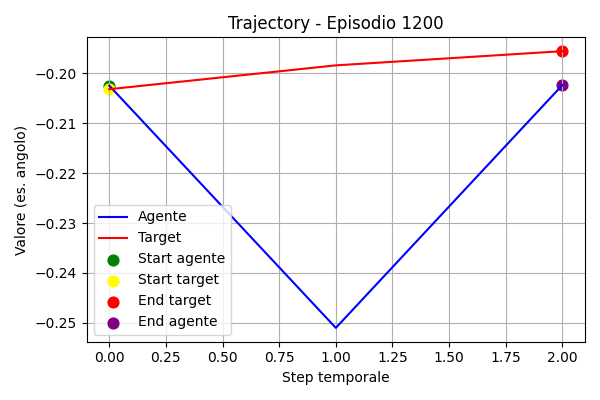 Trajectory - Episodio 1200
Valore (es. angolo)
−0.20
−0.21
−0.22
−0.23
−0.24
−0.25
Agente
Target
Start agente
Start target
End target
End agente
0.00 0.25 0.50 0.75 1.00 1.25 1.50 1.75 2.00
Step temporale